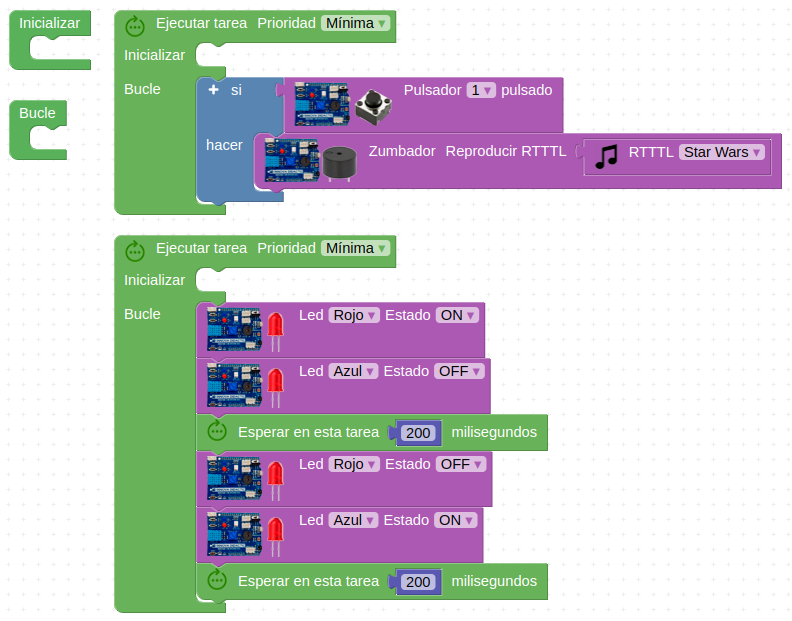 Inicializar
Bucle
Ejecutar tarea Prioridad Mínima
Inicializar
Bucle
si Pulsador 1 pulsado
hacer Zumbador Reproducir RTTTL RTTTL Star Wars
Ejecutar tarea Prioridad Mínima
Inicializar
Bucle
Led Rojo Estado ON
Led Azul Estado OFF
Esperar en esta tarea 200 milisegundos
Led Rojo Estado OFF
Led Azul Estado ON
Esperar en esta tarea 200 milisegundos